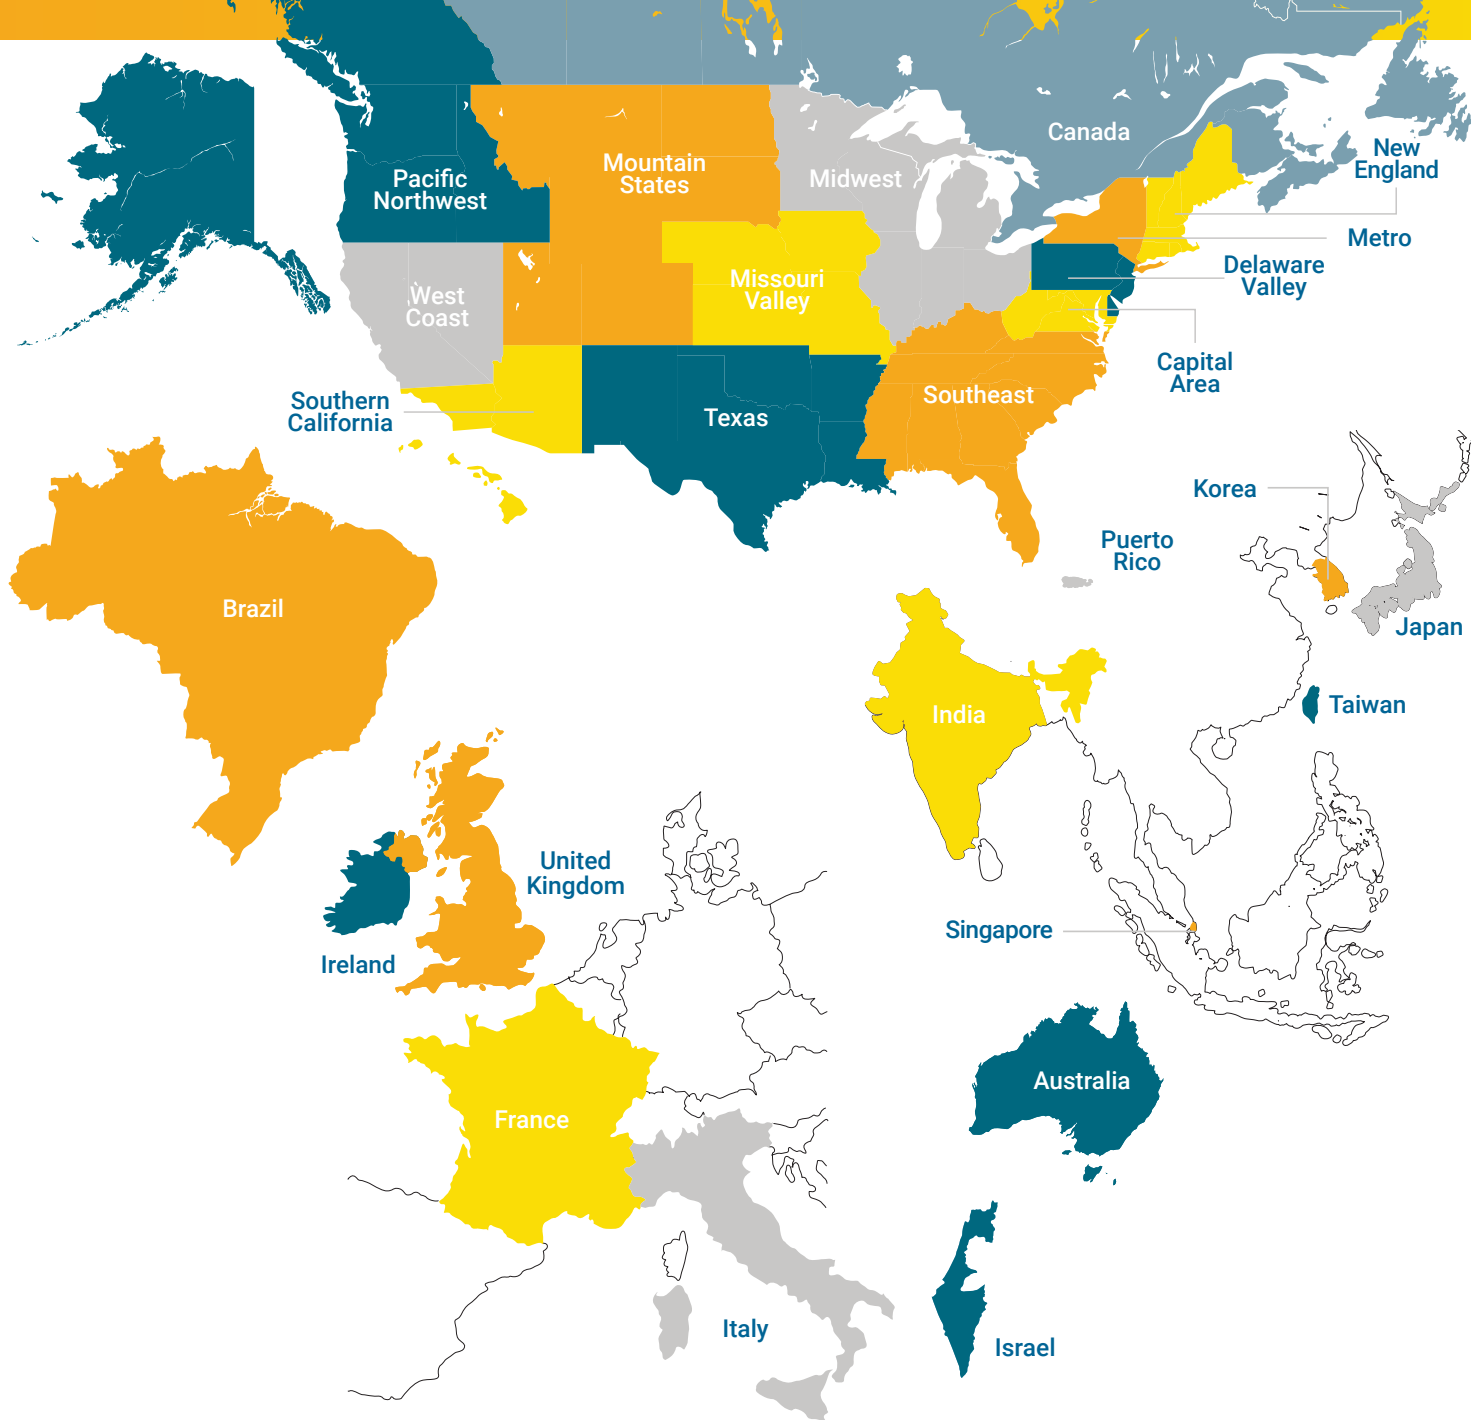 Canada
New
England
Mountain
States
Midwest
Pacific
Northwest
Metro
Delaware
Valley
Missouri
Valley
West
Coast
Capital
Area
Southern
California
Southeast
Texas
Korea
Puerto
Rico
Brazil
Japan
Taiwan
India
United
Kingdom
Singapore
Ireland
Australia
France
Italy
Israel